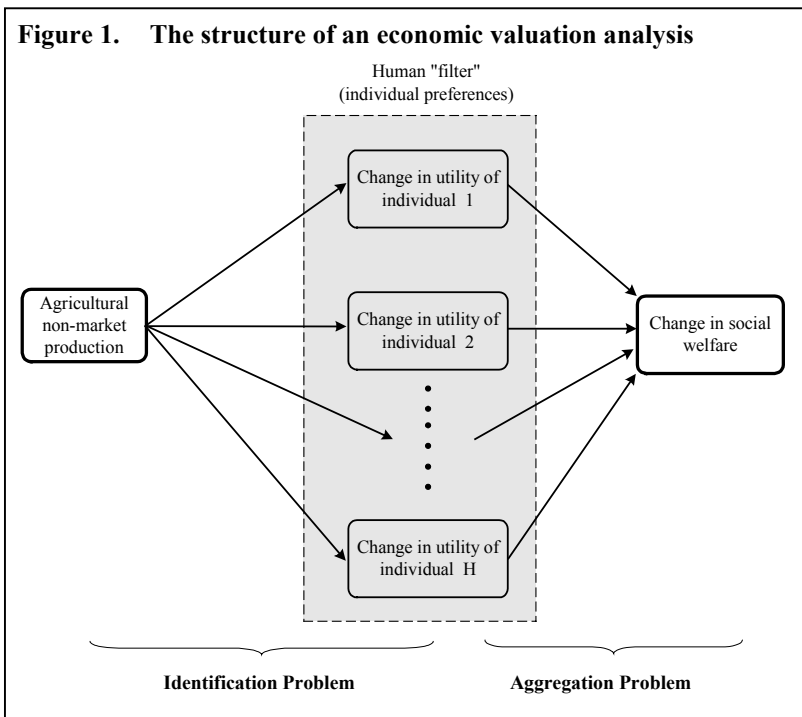 Figure 1. The structure of an economic valuation analysis
Human "filter"
(individual preferences)
Change in utility of
individual 1
Agricultural
non-market
production
Change in utility of
individual 2
Change in social
welfare
Change in utility of
individual H
Identification Problem
Aggregation Problem